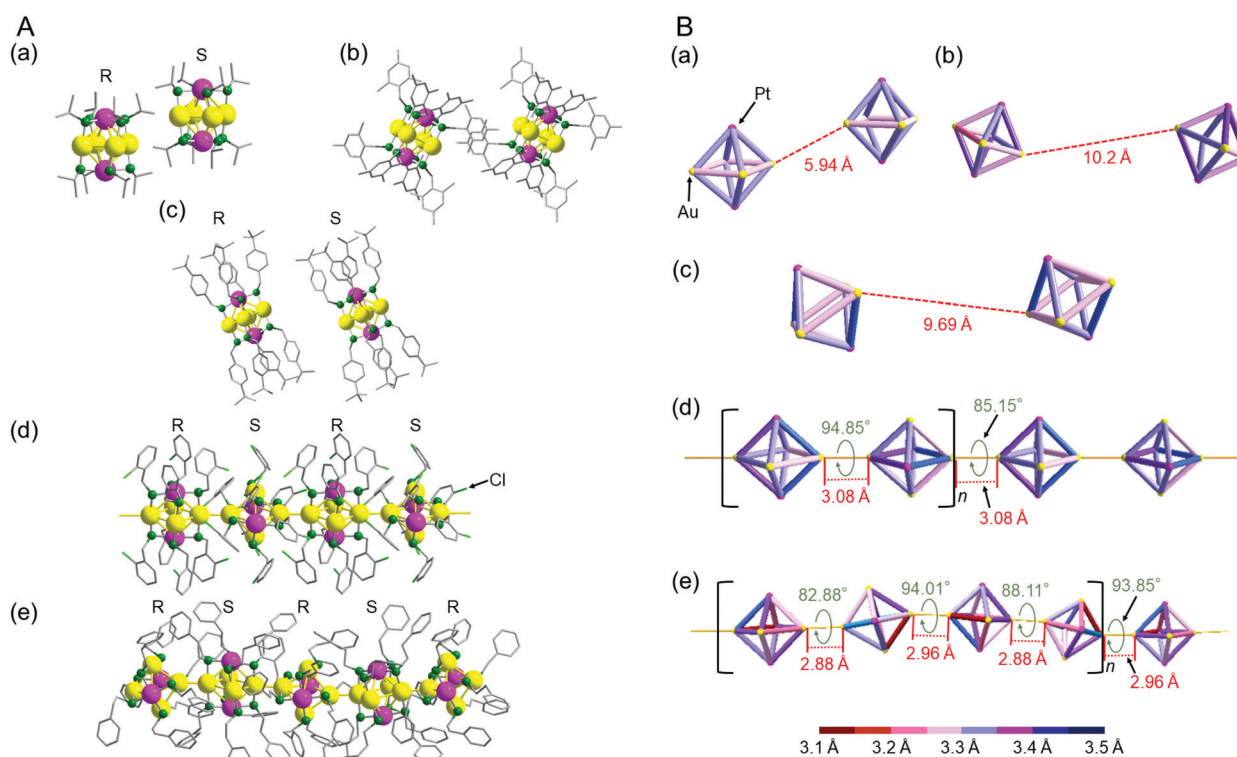 A
(a)
R
S
(b)
(c)
R
S
(d)
R
S
R
S
Cl
(e)
R
S
R
S
R
B
(a)
Pt
5.94 Å
Au
(b)
10.2 Å
(c)
9.69 Å
(d)
94.85°
85.15°
3.08 Å
n
3.08 Å
(e)
82.88°
94.01°
88.11°
93.85°
2.88 Å
2.96 Å
2.88 Å
n
2.96 Å
3.1 Å 3.2 Å 3.3 Å 3.4 Å 3.5 Å